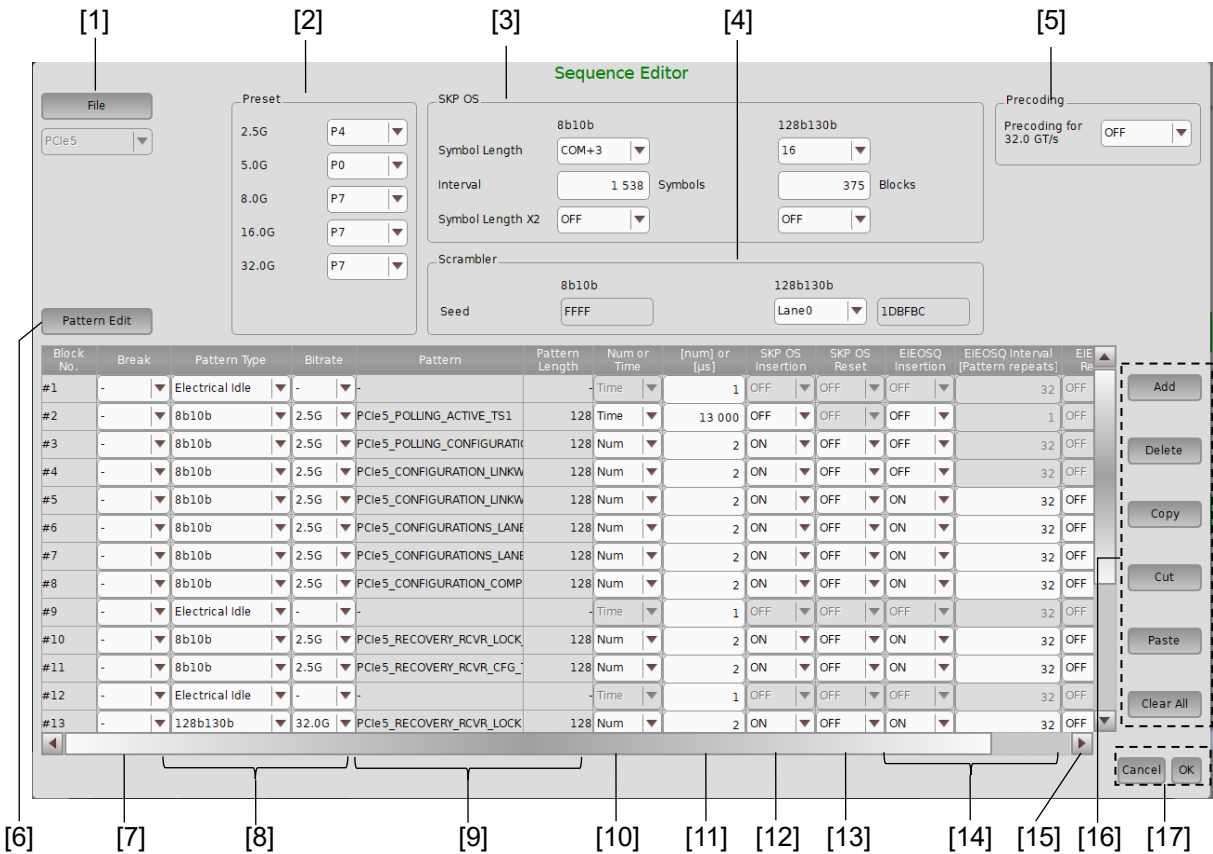 [1] [2] [3] [4] [5]
Sequence Editor
File
PCIe5
Preset
2.5G P4
5.0G P0
8.0G P7
16.0G P7
32.0G P7
SKP OS
8b10b 128b130b
Symbol Length COM+3 16
Interval 1 538 Symbols 375 Blocks
Symbol Length X2 OFF OFF
Scrambler
8b10b 128b130b
Seed FFFF Lane0 1DBFBC
Precoding
Precoding for
32.0 GT/s
OFF
Pattern Edit
Block No. Break Pattern Type Bitrate Pattern Pattern Length Num or Time [num] or [µs] SKP OS Insertion SKP OS Reset EIEOSQ Insertion EIEOSQ Interval [Pattern repeats] EIE Re
#1 - Electrical Idle - - - Time 1 OFF OFF OFF 32 OFF
#2 - 8b10b 2.5G PCIe5_POLLING_ACTIVE_TS1 128 Time 13 000 OFF OFF OFF 1 OFF
#3 - 8b10b 2.5G PCIe5_POLLING_CONFIGURATI 128 Num 2 ON OFF OFF 32 OFF
#4 - 8b10b 2.5G PCIe5_CONFIGURATION_LINKW 128 Num 2 ON OFF OFF 32 OFF
#5 - 8b10b 2.5G PCIe5_CONFIGURATION_LINKW 128 Num 2 ON OFF ON 32 OFF
#6 - 8b10b 2.5G PCIe5_CONFIGURATIONS_LANE 128 Num 2 ON OFF ON 32 OFF
#7 - 8b10b 2.5G PCIe5_CONFIGURATIONS_LANE 128 Num 2 ON OFF ON 32 OFF
#8 - 8b10b 2.5G PCIe5_CONFIGURATION_COMP 128 Num 2 ON OFF ON 32 OFF
#9 - Electrical Idle - - - Time 1 OFF OFF OFF 32 OFF
#10 - 8b10b 2.5G PCIe5_RECOVERY_RCVR_LOCK_ 128 Num 2 ON OFF ON 32 OFF
#11 - 8b10b 2.5G PCIe5_RECOVERY_RCVR_CFG_T 128 Num 2 ON OFF ON 32 OFF
#12 - Electrical Idle - - - Time 1 OFF OFF OFF 32 OFF
#13 - 128b130b 32.0G PCIe5_RECOVERY_RCVR_LOCK 128 Num 2 ON OFF ON 32 OFF
Add
Delete
Copy
Cut
Paste
Clear All
Cancel OK
[6] [7] [8] [9] [10] [11] [12] [13] [14] [15] [16] [17]